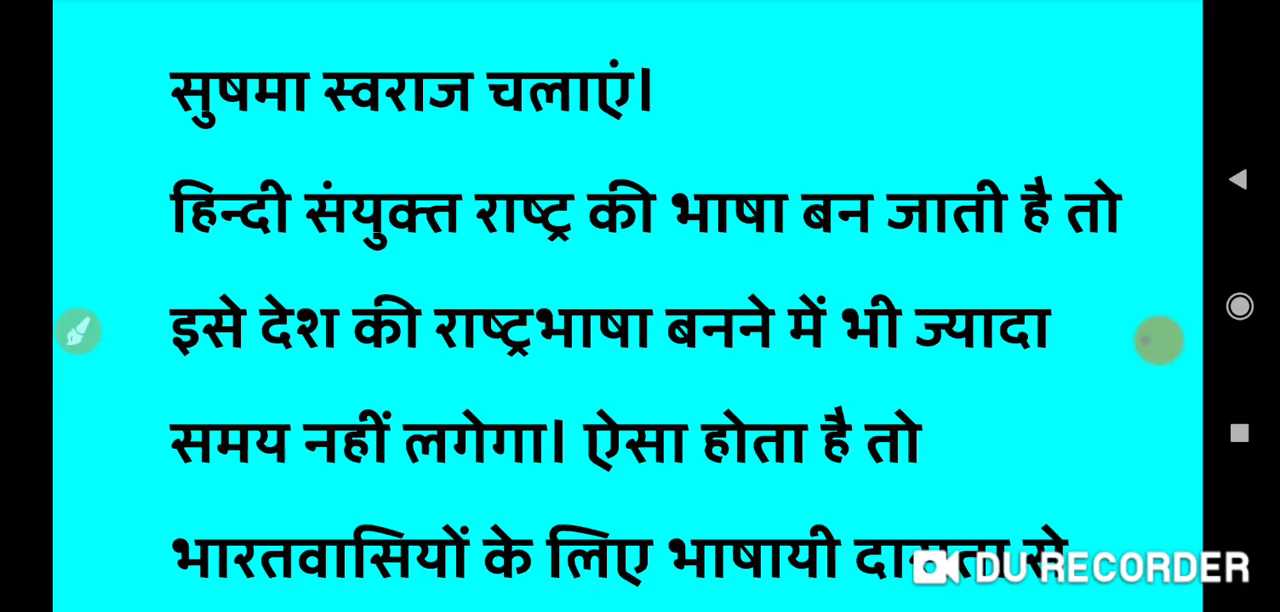 सुषमा स्वराज चलाएं।
हिन्दी संयुक्त राष्ट्र की भाषा बन जाती है तो
इसे देश की राष्ट्रभाषा बनने में भी ज्यादा
समय नहीं लगेगा। ऐसा होता है तो
भारतवासियों के लिए भाषायी से
DU RECORDER